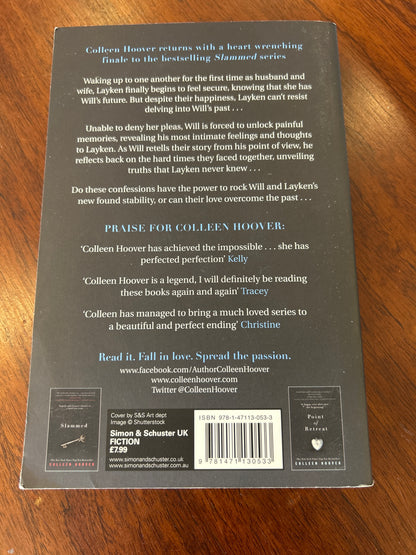 Colleen Hoover returns with a heart wrenching
finale to the bestselling Slammed series
Waking up to one another for the first time as husband and
wife, Layken finally begins to feel secure, knowing that she has
Will's future. But despite their happiness, Layken can't resist
delving into Will's past . . .
Unable to deny her pleas, Will is forced to unlock painful
memories, revealing his most intimate feelings and thoughts
to Layken. As Will retells their story from his point of view, he
reflects back on the hard times they faced together, unveiling
truths that Layken never knew . . .
Do these confessions have the power to rock Will and Layken's
new found stability, or can their love overcome the past . . .
PRAISE FOR COLLEEN HOOVER:
'Colleen Hoover has achieved the impossible . . . she has
perfected perfection' Kelly
'Colleen Hoover is a legend, I will definitely be reading
these books again and again' Tracey
'Colleen has managed to bring a much loved series to
a beautiful and perfect ending' Christine
Read it. Fall in love. Spread the passion.
www.facebook.com/AuthorColleenHoover
www.colleenhoover.com
Twitter @ColleenHoover
Slammed
COLLEEN HOOVER
Cover by S&S Art dept
Image © Shutterstock
Simon & Schuster UK
FICTION
£7.99
www.simonandschuster.co.uk
www.simonandschuster.com.au
ISBN 978-1-47113-053-3
9 781471 130533
Point
of
Retreat
COLLEEN HOOVER